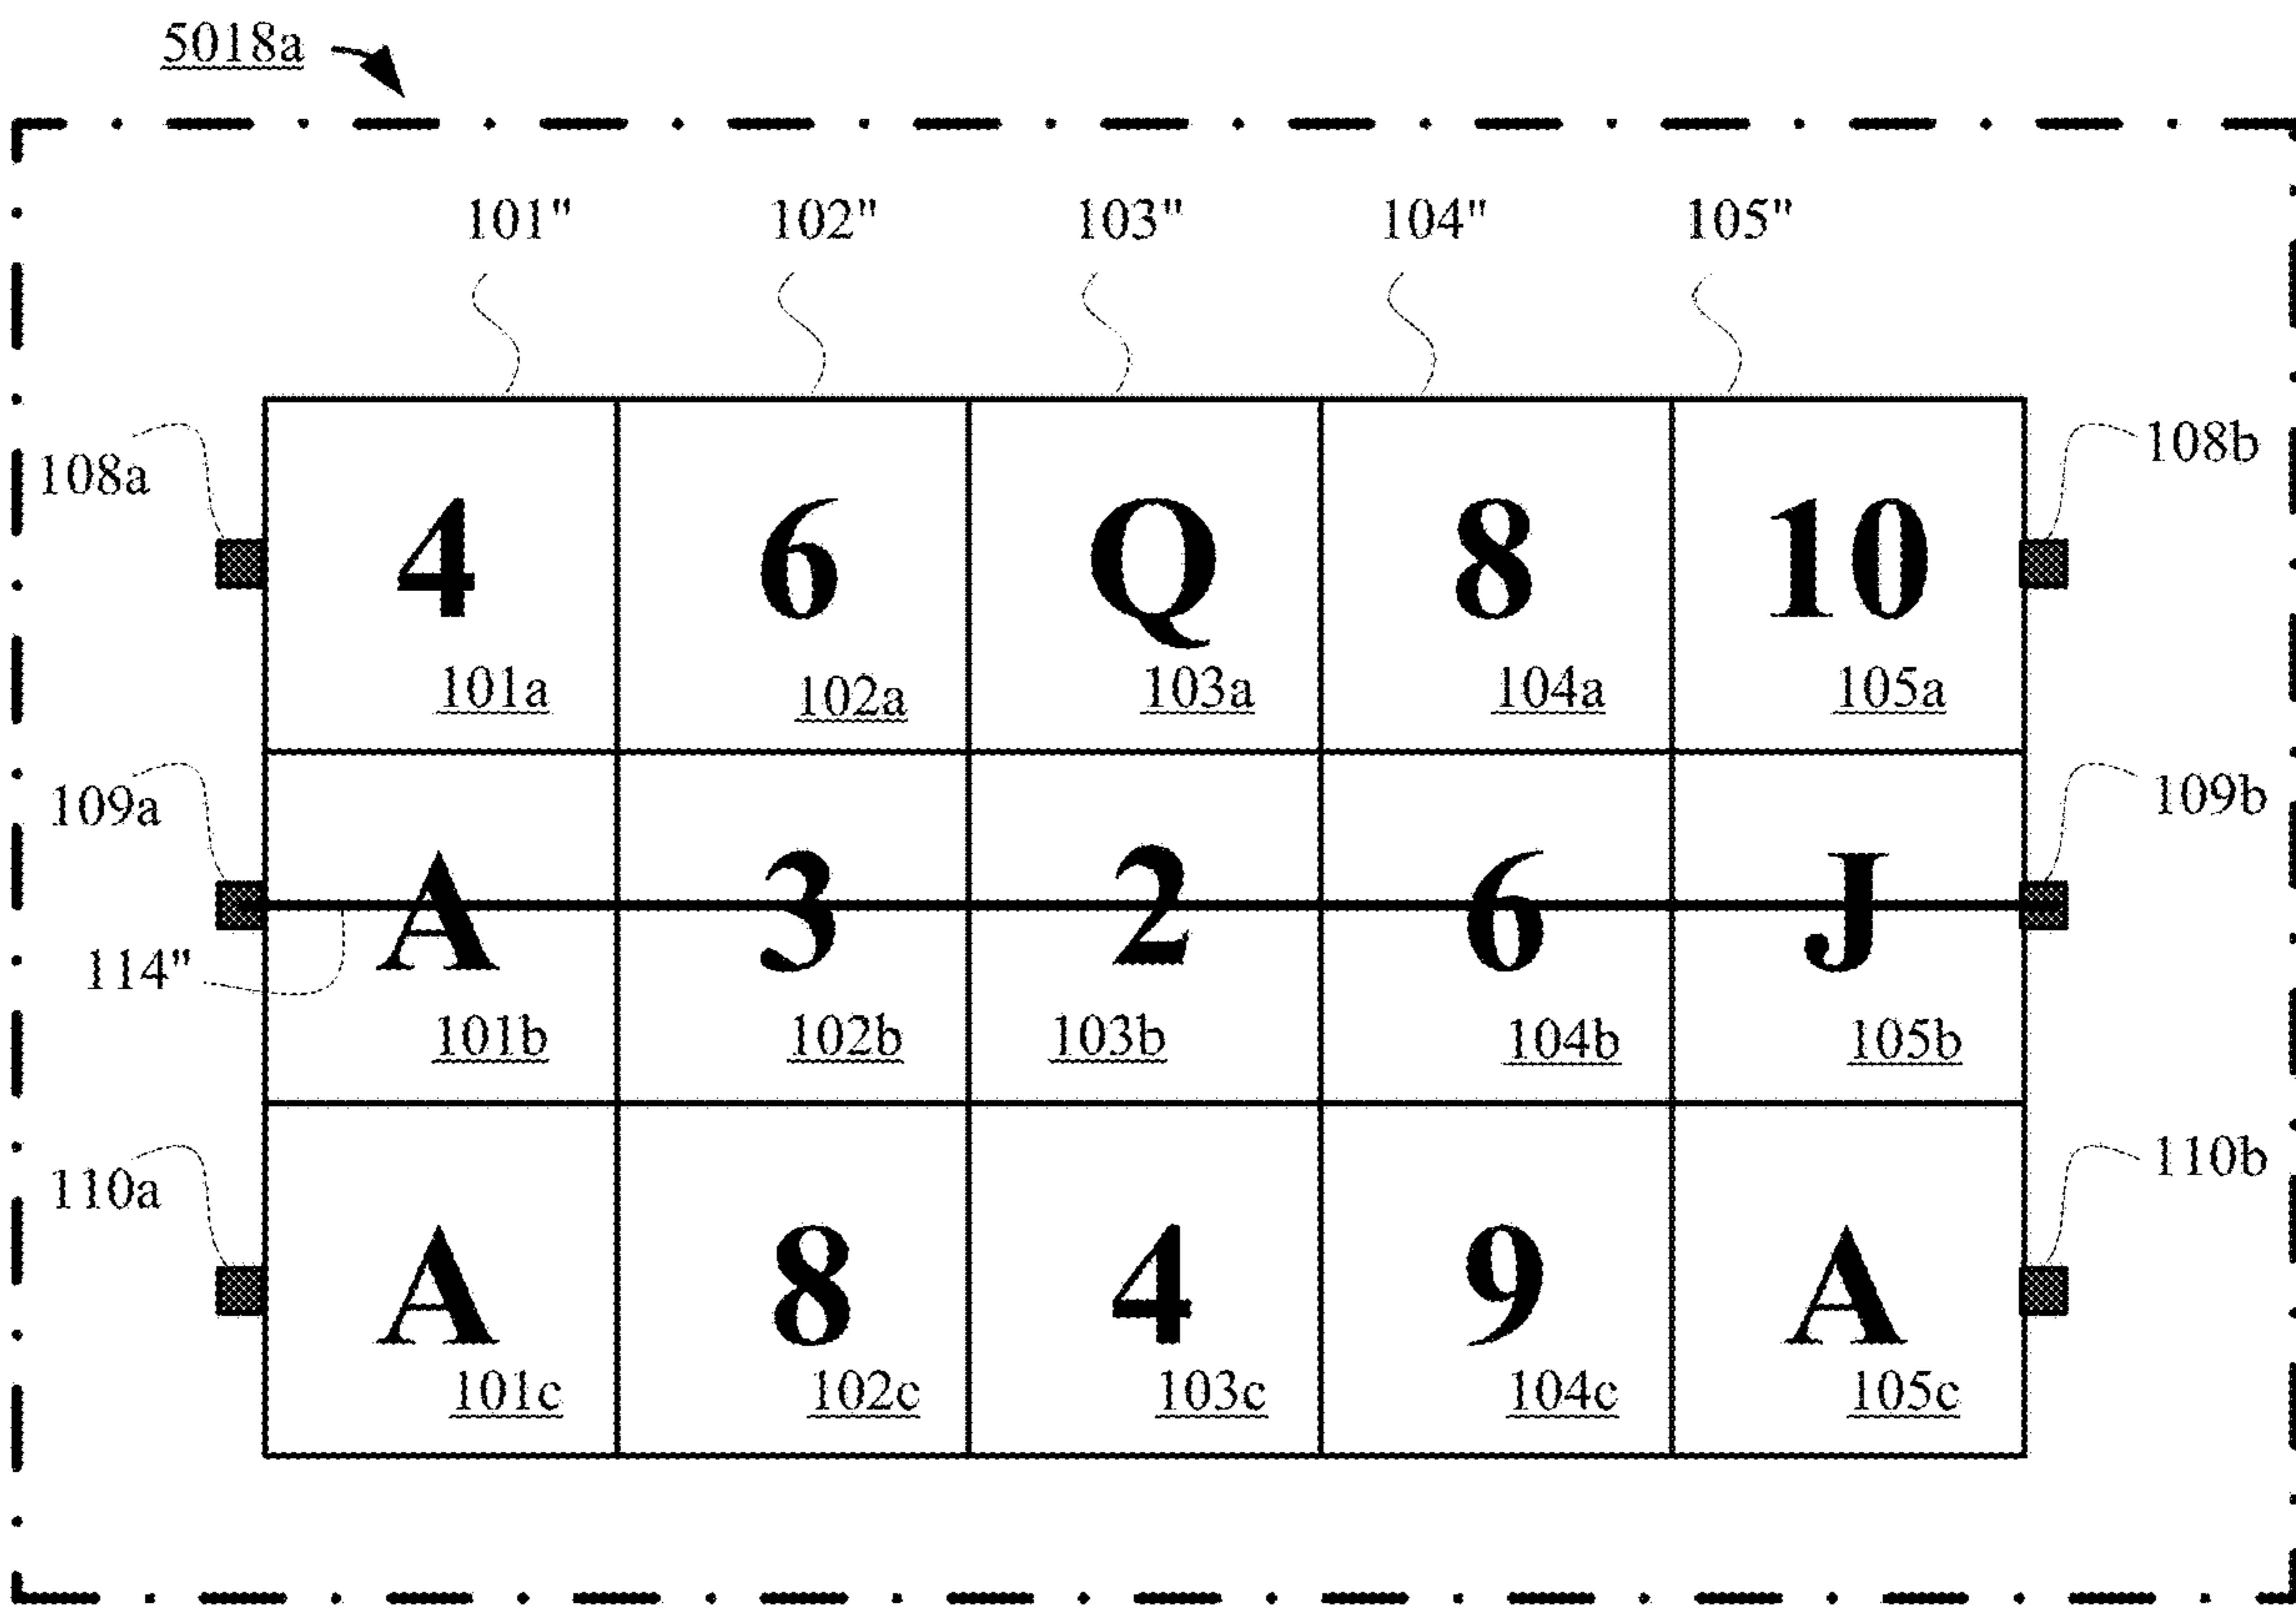 5018a
101" 102" 103" 104" 105"
108a 108b
4 6 Q 8 10
101a 102a 103a 104a 105a
109a 109b
A 3 2 6 J
114"
101b 102b 103b 104b 105b
110a 110b
A 8 4 9 A
101c 102c 103c 104c 105c